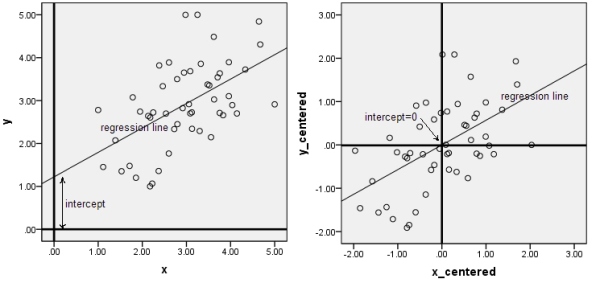 5.00
4.00
3.00
2.00
1.00
.00
y
regression line
intercept
.00 1.00 2.00 3.00 4.00 5.00
x
3.00
2.00
1.00
.00
-1.00
-2.00
y_centered
regression line
intercept=0
-2.00 -1.00 .00 1.00 2.00 3.00
x_centered